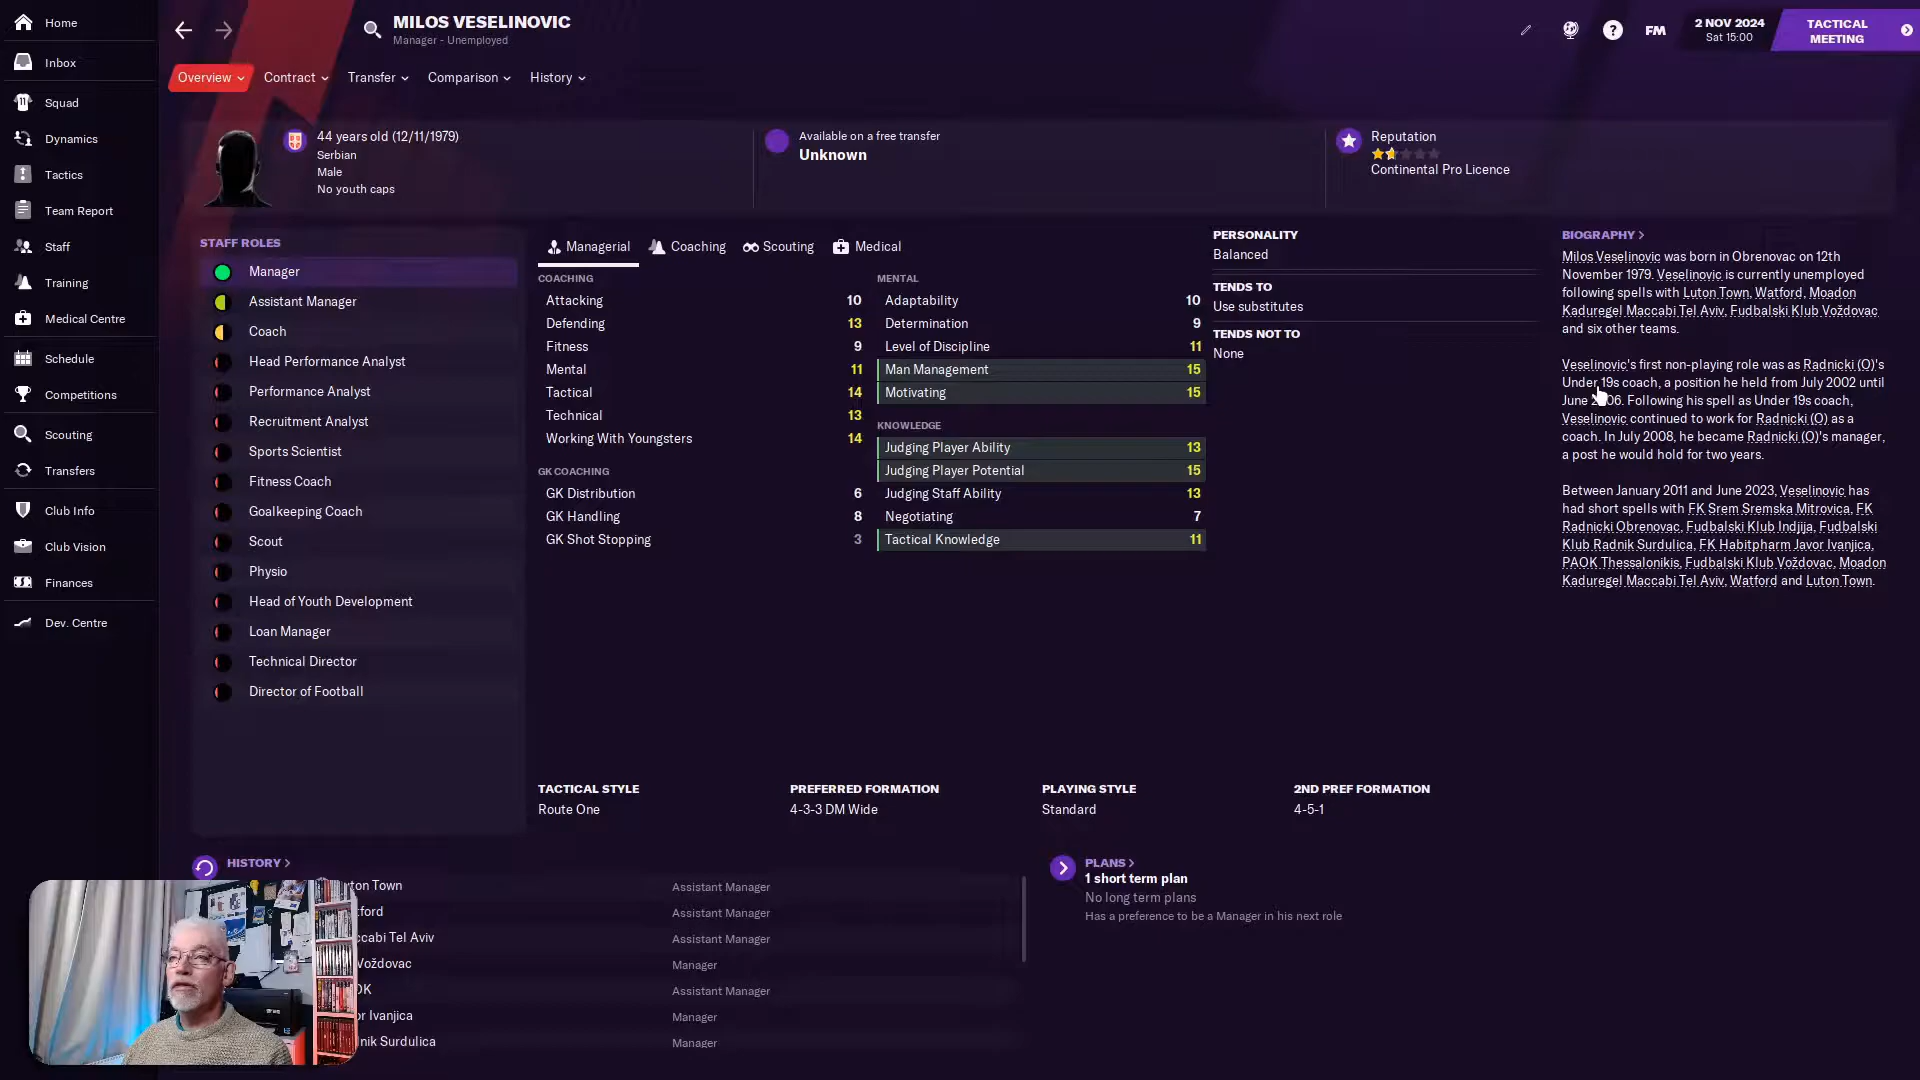 Home
Inbox
Squad
Dynamics
Tactics
Team Report
Staff
Training
Medical Centre
Schedule
Competitions
Scouting
Transfers
Club Info
Club Vision
Finances
Dev. Centre
MILOS VESELINOVIC
Manager - Unemployed
FM
2 NOV 2024
Sat 15:00
TACTICAL
MEETING
Overview
Contract
Transfer
Comparison
History
44 years old (12/11/1979)
Serbian
Male
No youth caps
Available on a free transfer
Unknown
Reputation
Continental Pro Licence
STAFF ROLES
Manager
Assistant Manager
Coach
Head Performance Analyst
Performance Analyst
Recruitment Analyst
Sports Scientist
Fitness Coach
Goalkeeping Coach
Scout
Physio
Head of Youth Development
Loan Manager
Technical Director
Director of Football
Managerial
Coaching
Scouting
Medical
COACHING
Attacking 10
Defending 13
Fitness 9
Mental 11
Tactical 14
Technical 13
Working With Youngsters 14
GK COACHING
GK Distribution 6
GK Handling 8
GK Shot Stopping 3
MENTAL
Adaptability 10
Determination 9
Level of Discipline 11
Man Management 15
Motivating 15
KNOWLEDGE
Judging Player Ability 13
Judging Player Potential 15
Judging Staff Ability 13
Negotiating 7
Tactical Knowledge 11
PERSONALITY
Balanced
TENDS TO
Use substitutes
TENDS NOT TO
None
BIOGRAPHY >
Milos Veselinovic was born in Obrenovac on 12th
November 1979. Veselinovic is currently unemployed
following spells with Luton Town, Watford, Moadon
Kaduregel Maccabi Tel Aviv, Fudbalski Klub Voždovac
and six other teams.
Veselinovic's first non-playing role was as Radnicki (O)'s
Under 19s coach, a position he held from July 2002 until
June 2006. Following his spell as Under 19s coach,
Veselinovic continued to work for Radnicki (O) as a
coach. In July 2008, he became Radnicki (O)'s manager,
a post he would hold for two years.
Between January 2011 and June 2023, Veselinovic has
had short spells with FK Srem Sremska Mitrovica, FK
Radnicki Obrenovac, Fudbalski Klub Indjija, Fudbalski
Klub Radnik Surdulica, FK Habitpharm Javor Ivanjica,
PAOK Thessalonikis, Fudbalski Klub Voždovac, Moadon
Kaduregel Maccabi Tel Aviv, Watford and Luton Town.
TACTICAL STYLE
Route One
PREFERRED FORMATION
4-3-3 DM Wide
PLAYING STYLE
Standard
2ND PREF FORMATION
4-5-1
HISTORY >
ton Town Assistant Manager
tford Assistant Manager
ccabi Tel Aviv Assistant Manager
Voždovac Manager
OK Assistant Manager
or Ivanjica Manager
nik Surdulica Manager
PLANS >
1 short term plan
No long term plans
Has a preference to be a Manager in his next role